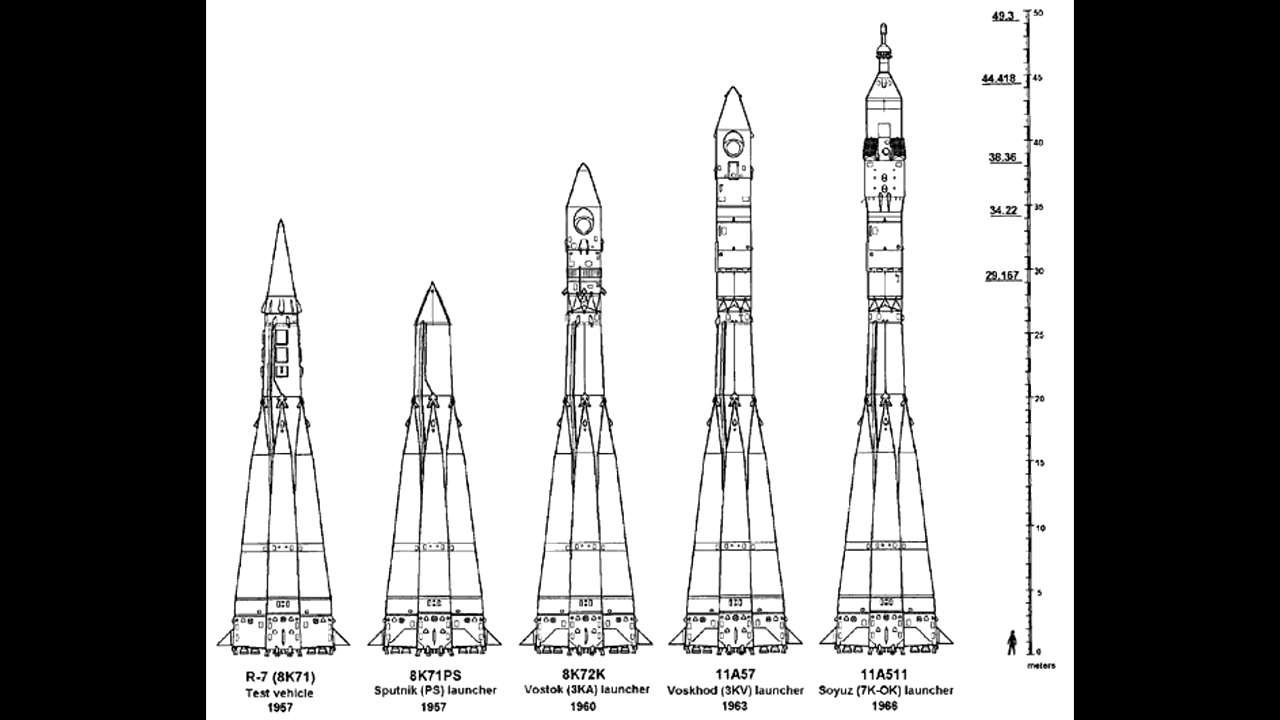 49.3
50
44.418
45
40
38.36
35
34.22
30
29.167
25
20
15
10
5
0
meters
R-7 (8K71)
Test vehicle
1957
8K71PS
Sputnik (PS) launcher
1957
8K72K
Vostok (3KA) launcher
1960
11A57
Voskhod (3KV) launcher
1963
11A511
Soyuz (7K-OK) launcher
1966